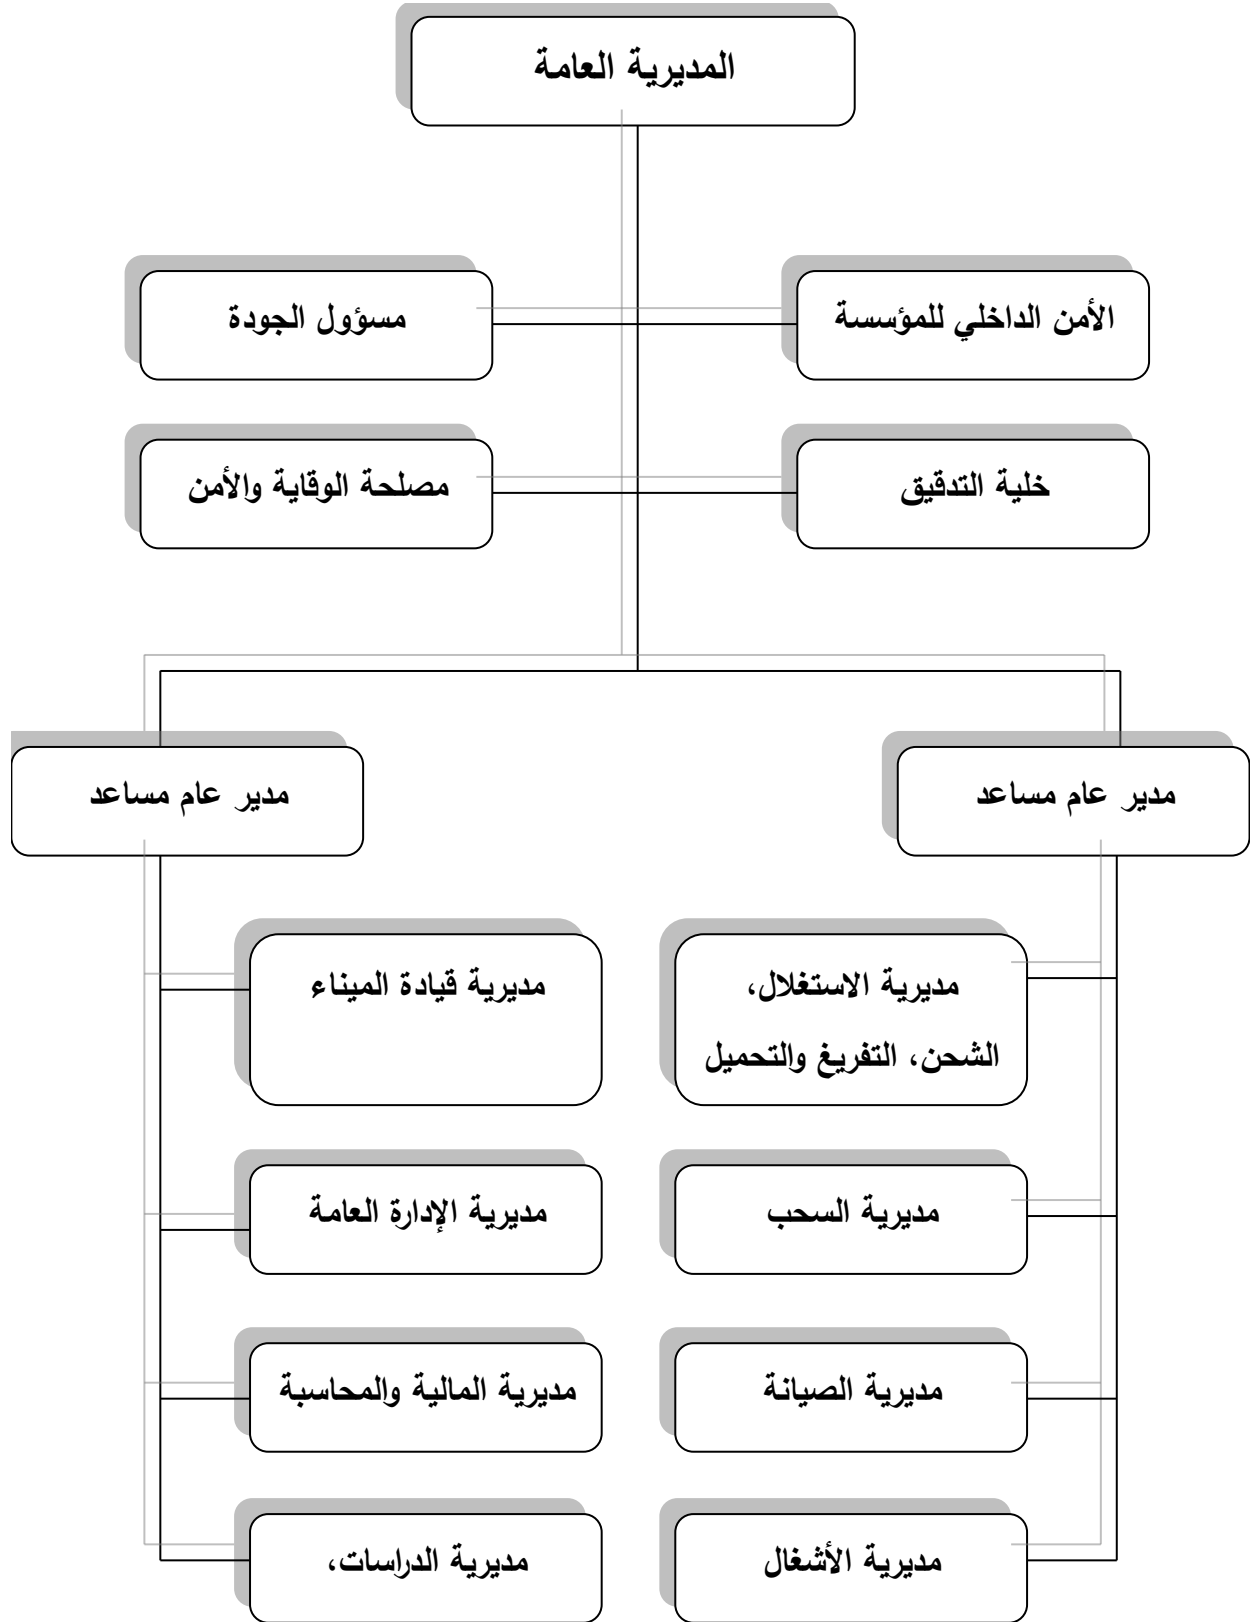 المديرية العامة
الأمن الداخلي للمؤسسة
مسؤول الجودة
خلية التدقيق
مصلحة الوقاية والأمن
مدير عام مساعد
مدير عام مساعد
مديرية الاستغلال،
الشحن، التفريغ والتحميل
مديرية قيادة الميناء
مديرية السحب
مديرية الإدارة العامة
مديرية الصيانة
مديرية المالية والمحاسبة
مديرية الأشغال
مديرية الدراسات،